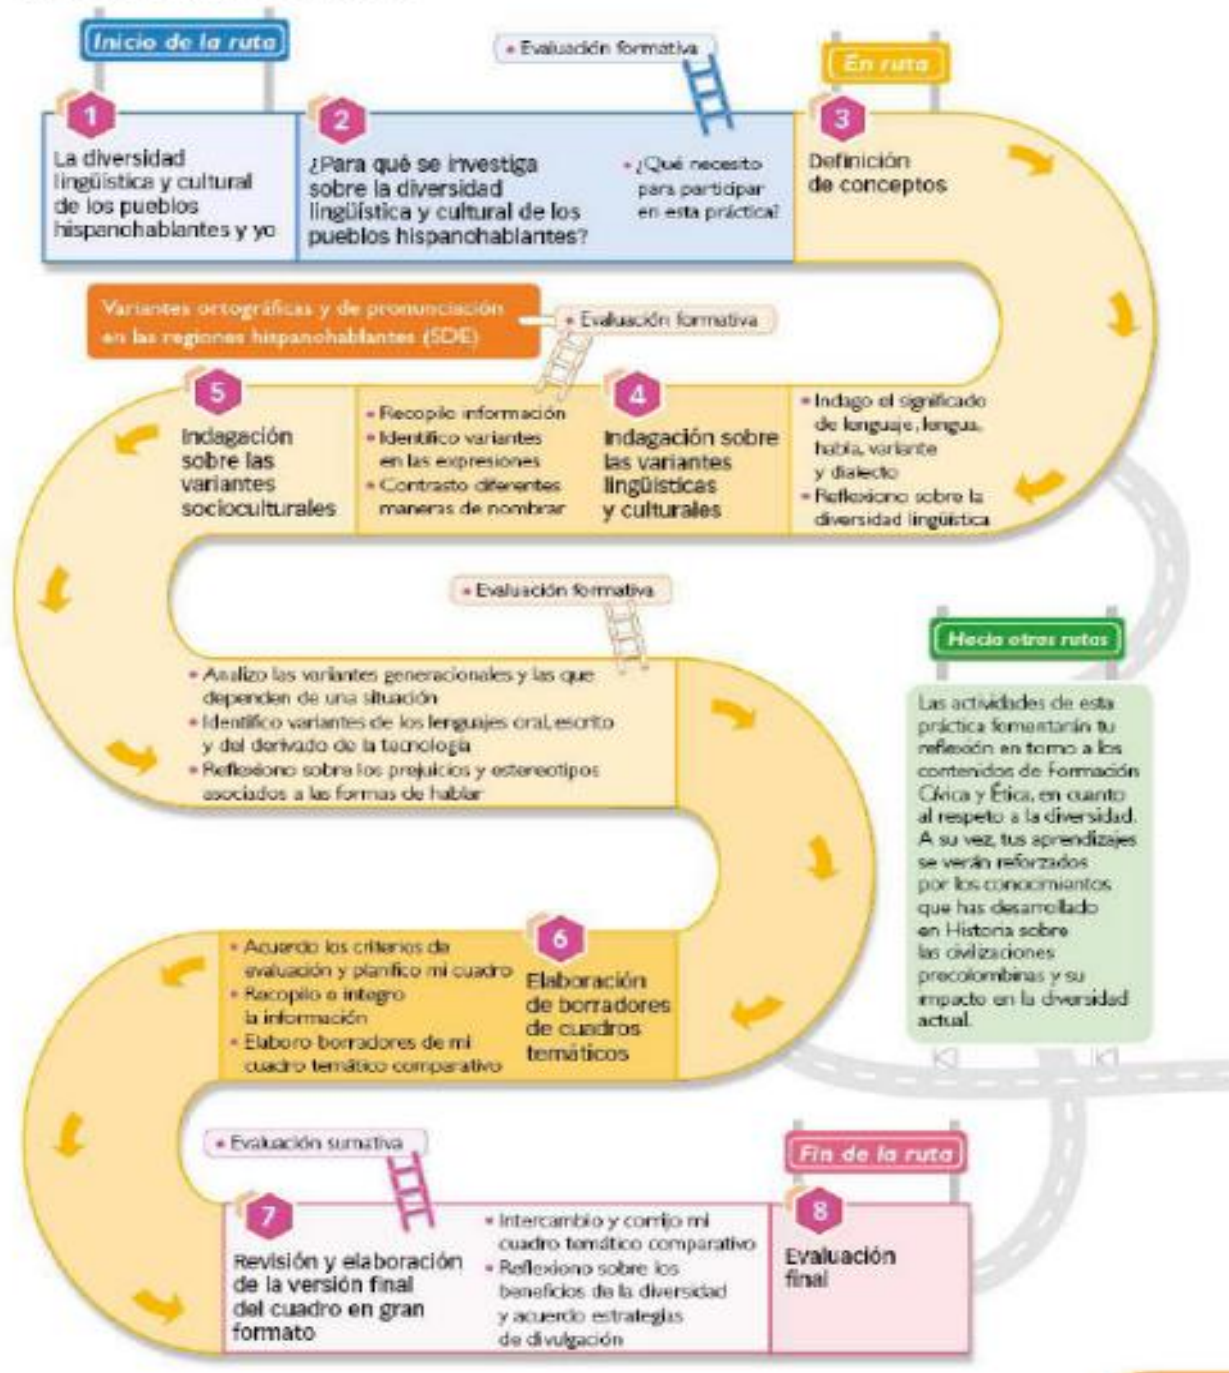 Inicio de la ruta
• Evaluación formativa
En ruta
1
La diversidad
lingüística y cultural
de los pueblos
hispanohablantes y yo
2
¿Para qué se investiga
sobre la diversidad
lingüística y cultural de los
pueblos hispanohablantes?
• ¿Qué necesito
para participar
en esta práctica?
3
Definición
de conceptos
• Indago el significado
de lenguaje, lengua,
habla, variante
y dialecto
• Reflexiono sobre la
diversidad lingüística
Variantes ortográficas y de pronunciación
en las regiones hispanohablantes (SDE)
• Evaluación formativa
4
Indagación sobre
las variantes
lingüísticas
y culturales
• Recopilo información
• Identifico variantes
en las expresiones
• Contrasto diferentes
maneras de nombrar
5
Indagación
sobre las
variantes
socioculturales
• Evaluación formativa
• Analizo las variantes generacionales y las que
dependen de una situación
• Identifico variantes de los lenguajes oral, escrito
y del derivado de la tecnología
• Reflexiono sobre los prejuicios y estereotipos
asociados a las formas de hablar
Hacia otras rutas
Las actividades de esta
práctica fomentarán tu
reflexión en torno a los
contenidos de Formación
Cívica y Ética, en cuanto
al respeto a la diversidad.
A su vez, tus aprendizajes
se verán reforzados
por los conocimientos
que has desarrollado
en Historia sobre
las civilizaciones
precolombinas y su
impacto en la diversidad
actual.
6
Elaboración
de borradores
de cuadros
temáticos
• Acuerdo los criterios de
evaluación y planifico mi cuadro
• Recopilo e integro
la información
• Elaboro borradores de mi
cuadro temático comparativo
• Evaluación sumativa
7
Revisión y elaboración
de la versión final
del cuadro en gran
formato
• Intercambio y corrijo mi
cuadro temático comparativo
• Reflexiono sobre los
beneficios de la diversidad
y acuerdo estrategias
de divulgación
Fin de la ruta
8
Evaluación
final